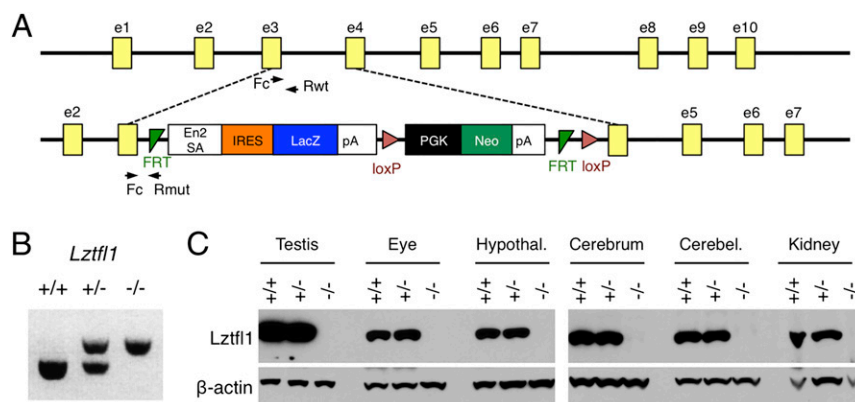 A
e1 e2 e3 e4 e5 e6 e7 e8 e9 e10
Fc Rwt
e2 e5 e6 e7
En2 SA IRES LacZ pA PGK Neo pA
FRT loxP FRT loxP
Fc Rmut
B
Lztfl1
+/+ +/- -/-
C
Testis Eye Hypothal. Cerebrum Cerebel. Kidney
+/+ +/- -/- +/+ +/- -/- +/+ +/- -/- +/+ +/- -/- +/+ +/- -/- +/+ +/- -/-
Lztfl1
β-actin